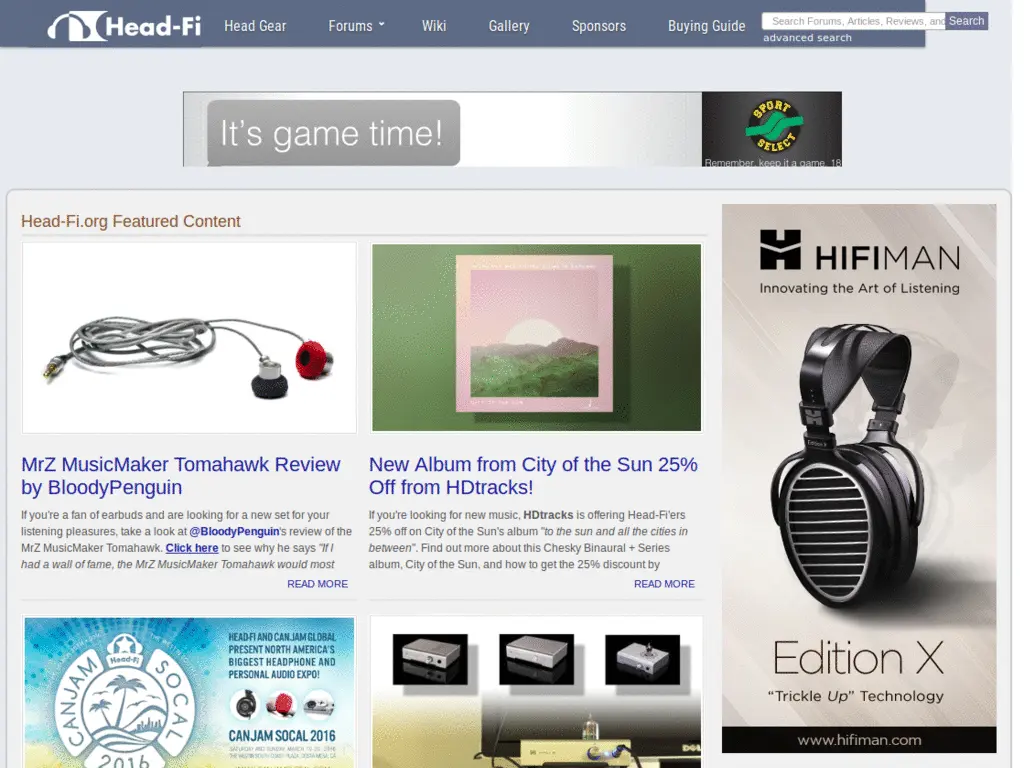 Head-Fi
Head Gear
Forums
Wiki
Gallery
Sponsors
Buying Guide
Search Forums, Articles, Reviews, and
Search
advanced search
It's game time!
SPORT
SELECT
Remember, keep it a game. 18
Head-Fi.org Featured Content
MrZ MusicMaker Tomahawk Review
by BloodyPenguin
If you're a fan of earbuds and are looking for a new set for your
listening pleasures, take a look at @BloodyPenguin's review of the
MrZ MusicMaker Tomahawk. Click here to see why he says "If I
had a wall of fame, the MrZ MusicMaker Tomahawk would most
READ MORE
New Album from City of the Sun 25%
Off from HDtracks!
If you're looking for new music, HDtracks is offering Head-Fi'ers
25% off on City of the Sun's album "to the sun and all the cities in
between". Find out more about this Chesky Binaural + Series
album, City of the Sun, and how to get the 25% discount by
READ MORE
CANJAM SOCAL
Head-Fi
2016
HEAD-FI AND CANJAM GLOBAL
PRESENT NORTH AMERICA'S
BIGGEST HEADPHONE AND
PERSONAL AUDIO EXPO!
CANJAM SOCAL 2016
HIFIMAN
Innovating the Art of Listening
Edition X
Edition X
"Trickle Up" Technology
www.hifiman.com